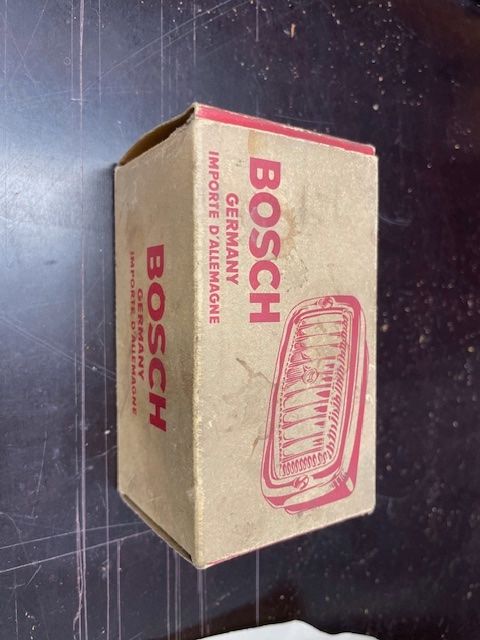 BOSCH
GERMANY
IMPORTE D'ALLEMAGNE
BOSCH
GERMANY
IMPORTE D'ALLEMAGNE